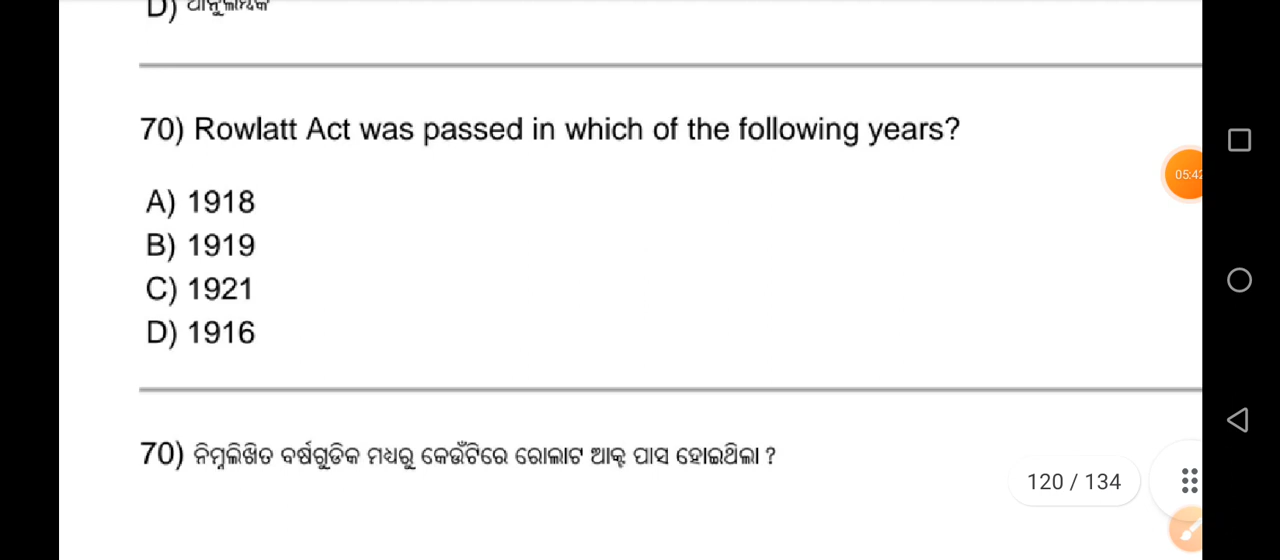 D)
70) Rowlatt Act was passed in which of the following years?
A) 1918
B) 1919
C) 1921
D) 1916
70) ନିମ୍ନଲିଖିତ ବର୍ଷଗୁଡିକ ମଧ୍ୟରୁ କେଉଁଟିରେ ରୋଲାଟ ଆକ୍ଟ ପାସ ହୋଇଥିଲା ?
05:42
120 / 134